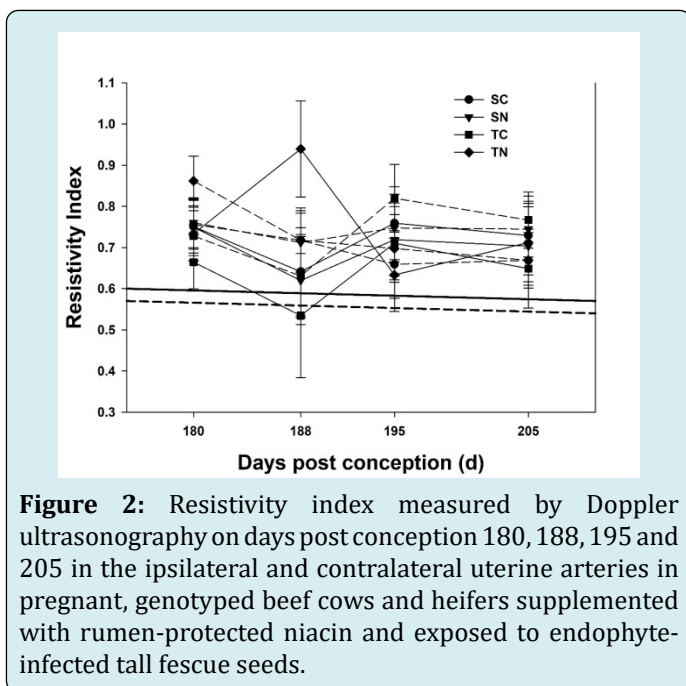 1.1
1.0
0.9
0.8
0.7
0.6
0.5
0.4
0.3
Resistivity Index
SC
SN
TC
TN
180 188 195 205
Days post conception (d)
Figure 2: Resistivity index measured by Doppler
ultrasonography on days post conception 180, 188, 195 and
205 in the ipsilateral and contralateral uterine arteries in
pregnant, genotyped beef cows and heifers supplemented
with rumen-protected niacin and exposed to endophyte-
infected tall fescue seeds.